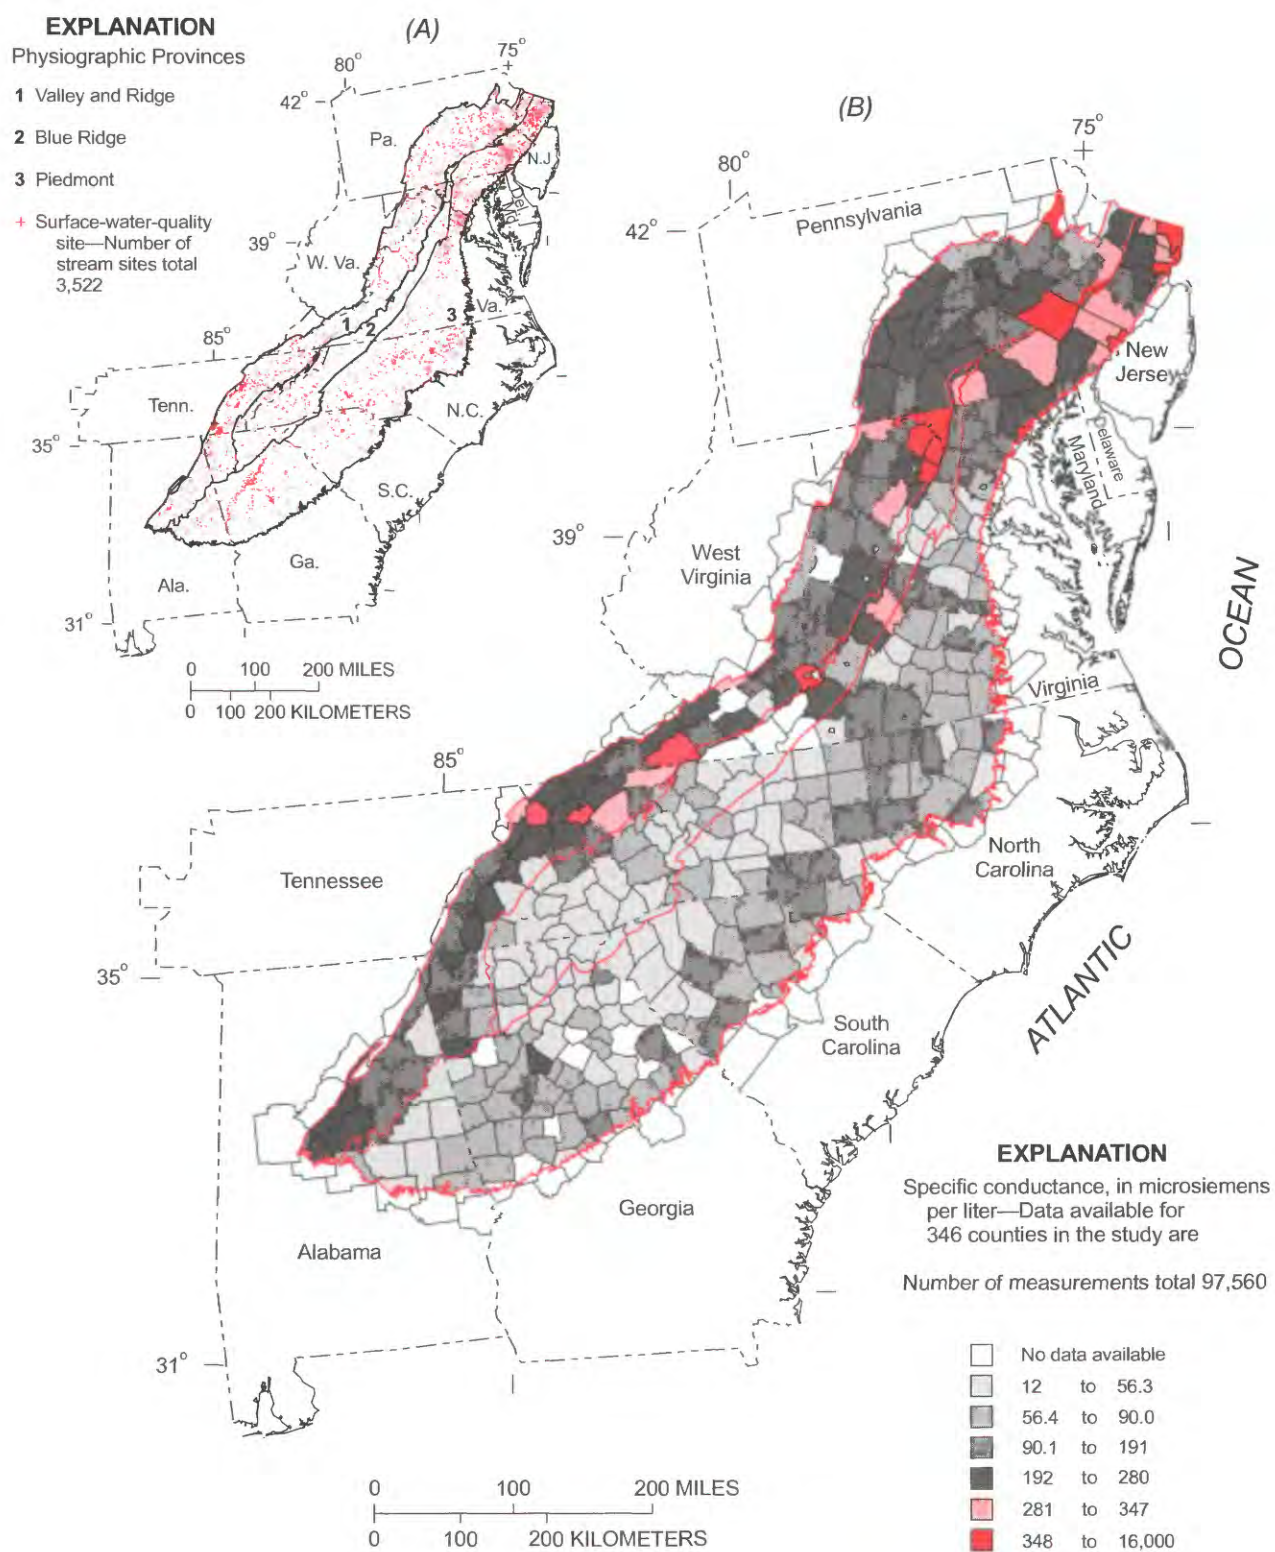 EXPLANATION
Physiographic Provinces
1 Valley and Ridge
2 Blue Ridge
3 Piedmont
+ Surface-water-quality
site—Number of
stream sites total
3,522
(A)
80°
75°
42°
Pa.
N.J.
Del.
Md.
39°
W. Va.
Va.
1
2
3
85°
Tenn.
N.C.
35°
S.C.
Ga.
Ala.
31°
0 100 200 MILES
0 100 200 KILOMETERS
(B)
75°
80°
42°
Pennsylvania
New
Jersey
Delaware
Maryland
39°
West
Virginia
OCEAN
Virginia
85°
North
Carolina
Tennessee
35°
ATLANTIC
South
Carolina
Georgia
Alabama
31°
0 100 200 MILES
0 100 200 KILOMETERS
EXPLANATION
Specific conductance, in microsiemens
per liter—Data available for
346 counties in the study are
Number of measurements total 97,560
No data available
12 to 56.3
56.4 to 90.0
90.1 to 191
192 to 280
281 to 347
348 to 16,000